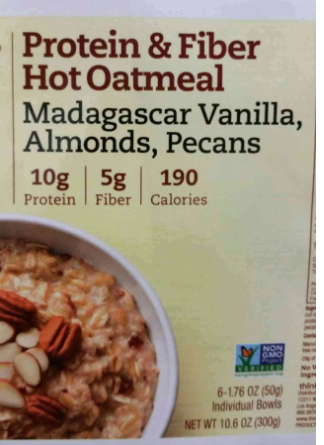 Protein & Fiber
Hot Oatmeal
Madagascar Vanilla,
Almonds, Pecans
10g
Protein
5g
Fiber
190
Calories
NON
GMO
Project
VERIFIED
6-1.76 OZ (50g)
Individual Bowls
NET WT 10.6 OZ (300g)